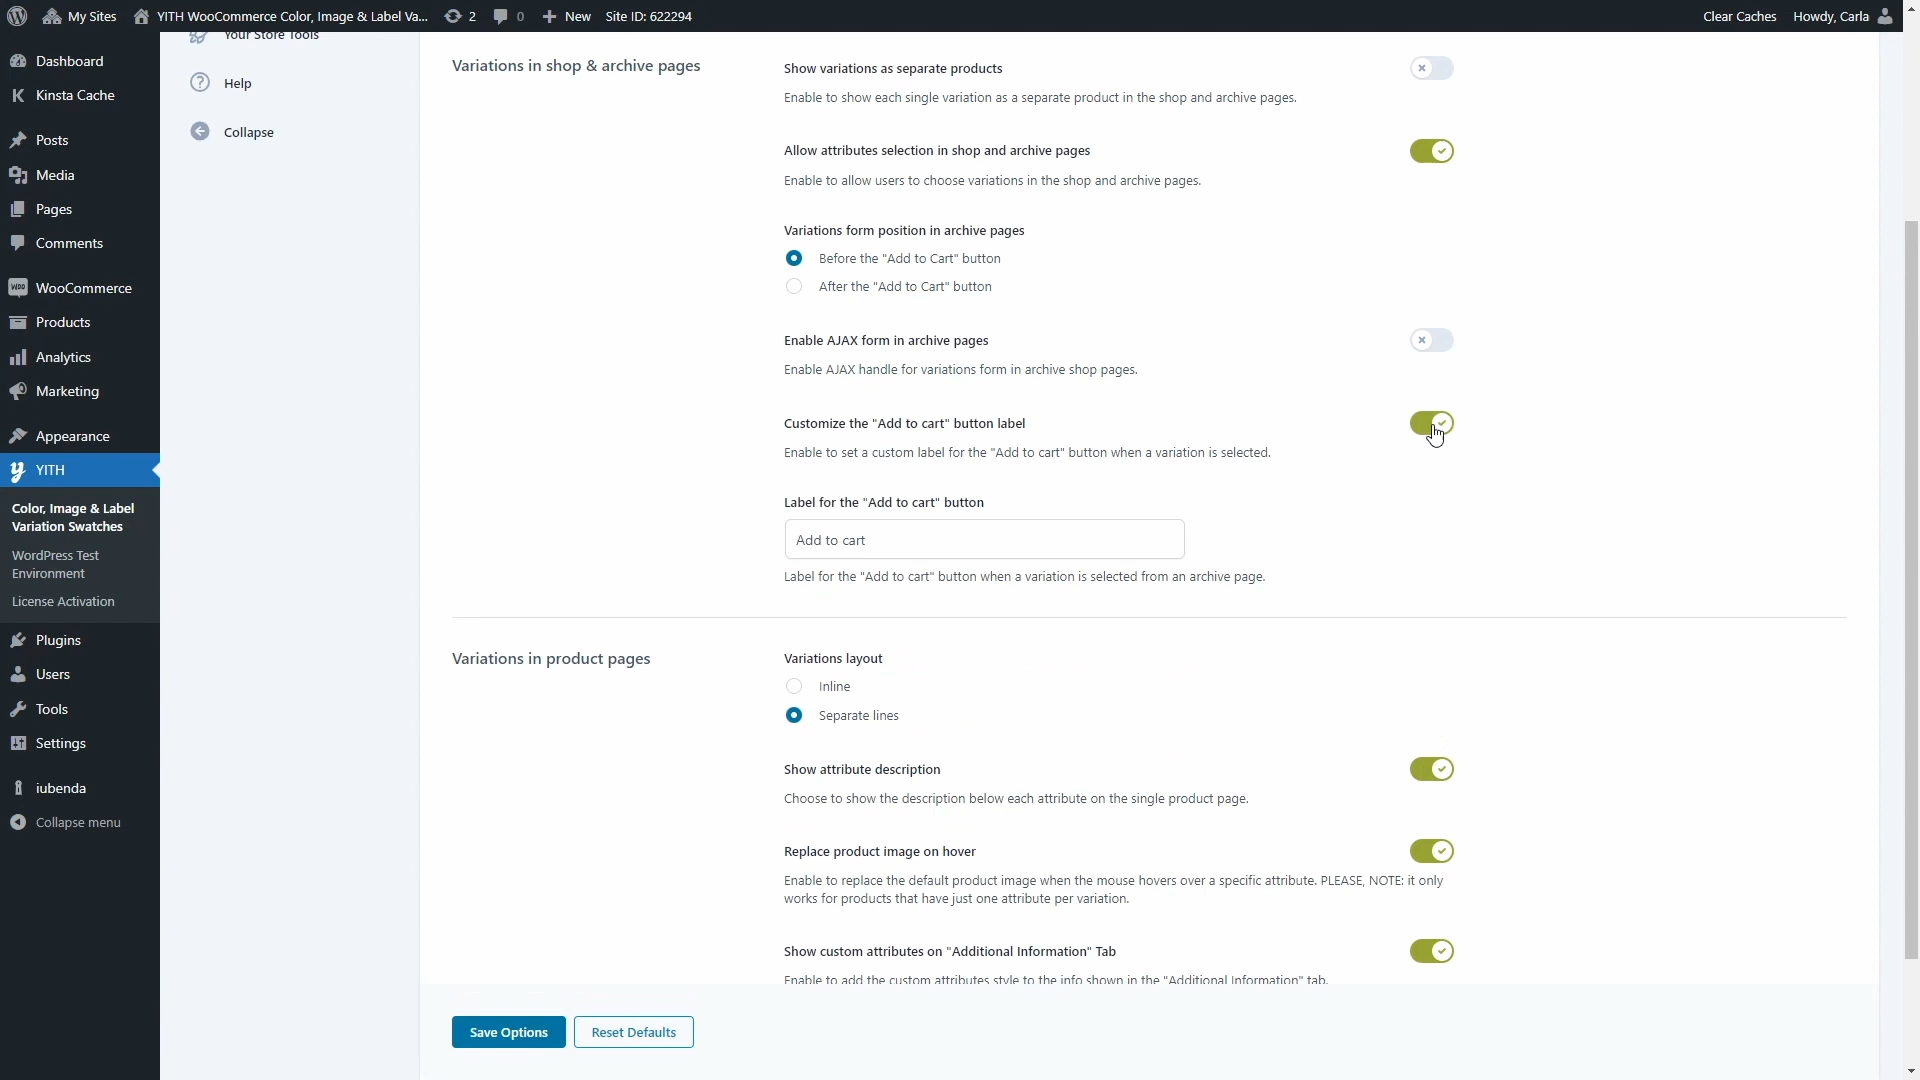 My Sites
YITH WooCommerce Color, Image & Label Va...
2
0
New
Site ID: 622294
Clear Caches
Howdy, Carla
Dashboard
Kinsta Cache
Posts
Media
Pages
Comments
WooCommerce
Products
Analytics
Marketing
Appearance
YITH
Color, Image & Label
Variation Swatches
WordPress Test
Environment
License Activation
Plugins
Users
Tools
Settings
iubenda
Collapse menu
Your Store Tools
Help
Collapse
Variations in shop & archive pages
Show variations as separate products
Enable to show each single variation as a separate product in the shop and archive pages.
Allow attributes selection in shop and archive pages
Enable to allow users to choose variations in the shop and archive pages.
Variations form position in archive pages
Before the "Add to Cart" button
After the "Add to Cart" button
Enable AJAX form in archive pages
Enable AJAX handle for variations form in archive shop pages.
Customize the "Add to cart" button label
Enable to set a custom label for the "Add to cart" button when a variation is selected.
Label for the "Add to cart" button
Add to cart
Label for the "Add to cart" button when a variation is selected from an archive page.
Variations in product pages
Variations layout
Inline
Separate lines
Show attribute description
Choose to show the description below each attribute on the single product page.
Replace product image on hover
Enable to replace the default product image when the mouse hovers over a specific attribute. PLEASE, NOTE: it only
works for products that have just one attribute per variation.
Show custom attributes on "Additional Information" Tab
Enable to add the custom attributes style to the info shown in the "Additional Information" tab.
Save Options
Reset Defaults